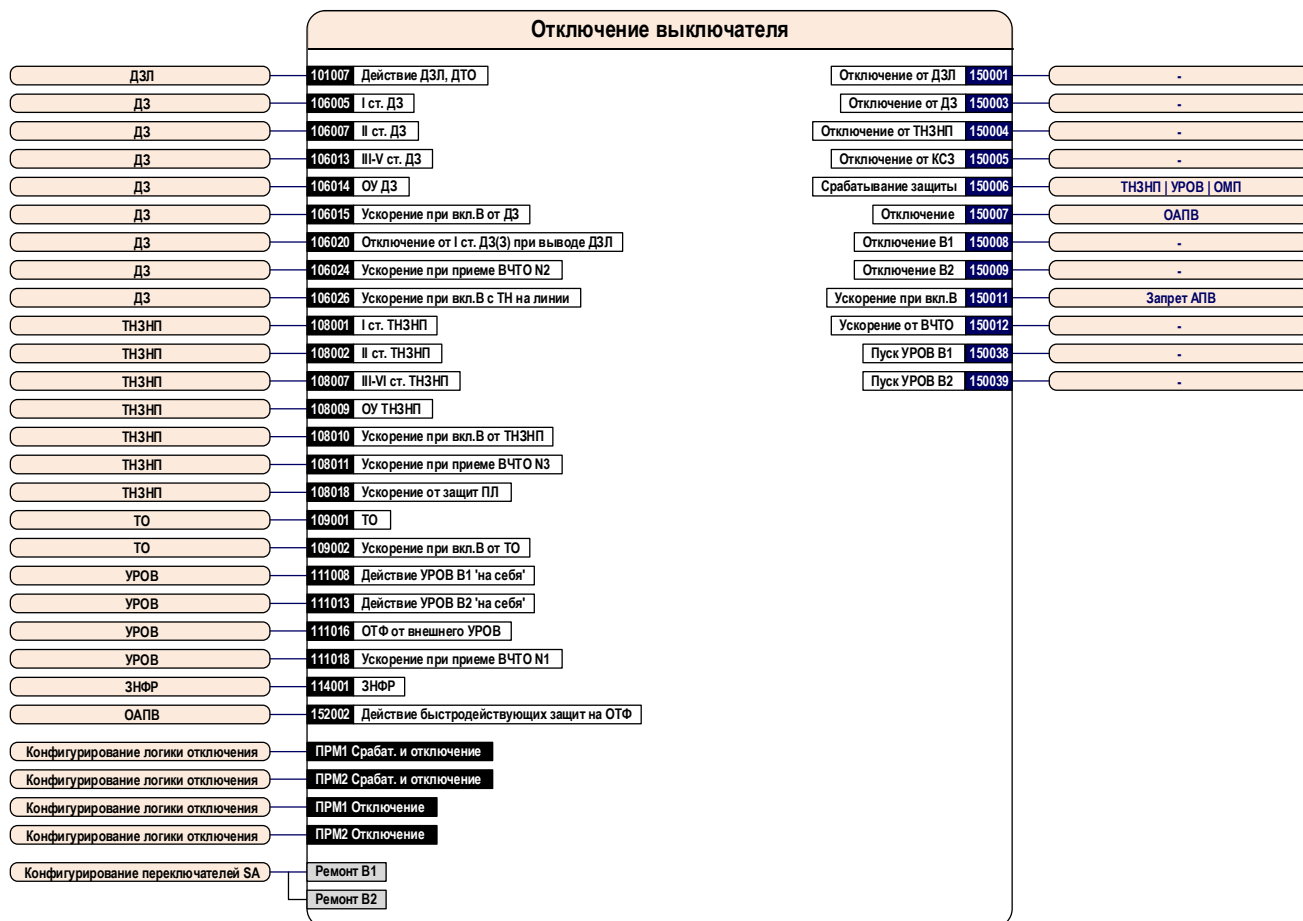 Отключение выключателя
ДЗЛ 101007 Действие ДЗЛ, ДТО Отключение от ДЗЛ 150001 -
ДЗ 106005 I ст. ДЗ Отключение от ДЗ 150003 -
ДЗ 106007 II ст. ДЗ Отключение от ТНЗНП 150004 -
ДЗ 106013 III-V ст. ДЗ Отключение от КСЗ 150005 -
ДЗ 106014 ОУ ДЗ Срабатывание защиты 150006 ТНЗНП | УРОВ | ОМП
ДЗ 106015 Ускорение при вкл.В от ДЗ Отключение 150007 ОАПВ
ДЗ 106020 Отключение от I ст. ДЗ(3) при выводе ДЗЛ Отключение В1 150008 -
ДЗ 106024 Ускорение при приеме ВЧТО N2 Отключение В2 150009 -
ДЗ 106026 Ускорение при вкл.В с ТН на линии Ускорение при вкл.В 150011 Запрет АПВ
ТНЗНП 108001 I ст. ТНЗНП Ускорение от ВЧТО 150012 -
ТНЗНП 108002 II ст. ТНЗНП Пуск УРОВ В1 150038 -
ТНЗНП 108007 III-VI ст. ТНЗНП Пуск УРОВ В2 150039 -
ТНЗНП 108009 ОУ ТНЗНП
ТНЗНП 108010 Ускорение при вкл.В от ТНЗНП
ТНЗНП 108011 Ускорение при приеме ВЧТО N3
ТНЗНП 108018 Ускорение от защит ПЛ
ТО 109001 ТО
ТО 109002 Ускорение при вкл.В от ТО
УРОВ 111008 Действие УРОВ В1 'на себя'
УРОВ 111013 Действие УРОВ В2 'на себя'
УРОВ 111016 ОТФ от внешнего УРОВ
УРОВ 111018 Ускорение при приеме ВЧТО N1
ЗНФР 114001 ЗНФР
ОАПВ 152002 Действие быстродействующих защит на ОТФ
Конфигурирование логики отключения ПРМ1 Срабат. и отключение
Конфигурирование логики отключения ПРМ2 Срабат. и отключение
Конфигурирование логики отключения ПРМ1 Отключение
Конфигурирование логики отключения ПРМ2 Отключение
Конфигурирование переключателей SA Ремонт В1
Ремонт В2